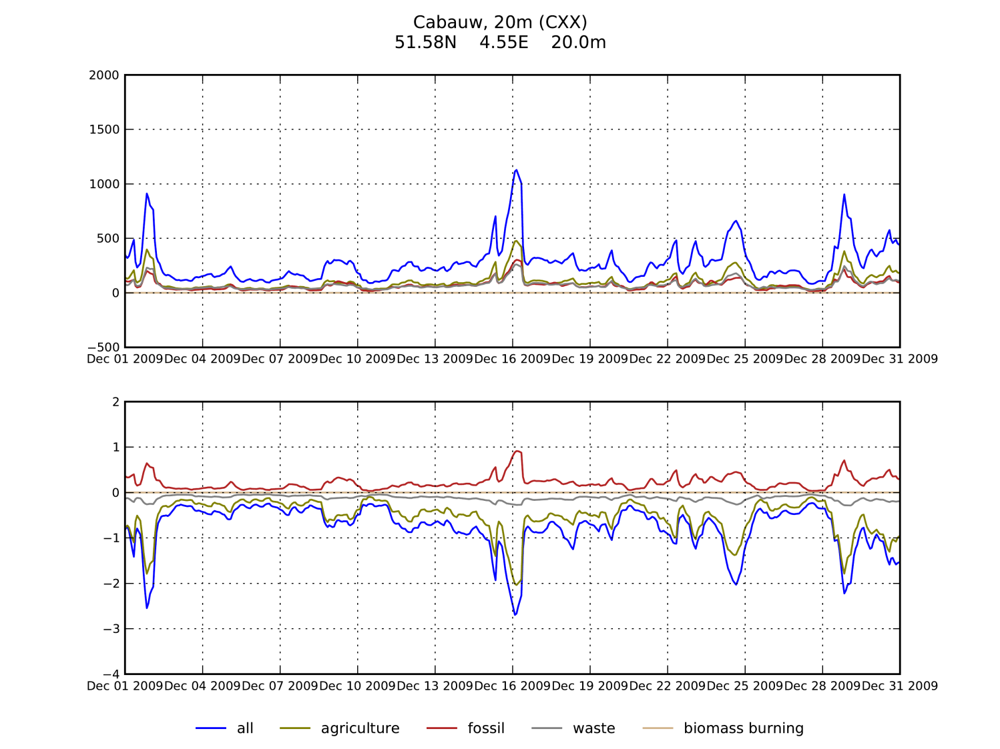 Cabauw, 20m (CXX)
51.58N 4.55E 20.0m
2000
1500
1000
500
0
−500
Dec 01 2009 Dec 04 2009 Dec 07 2009 Dec 10 2009 Dec 13 2009 Dec 16 2009 Dec 19 2009 Dec 22 2009 Dec 25 2009 Dec 28 2009 Dec 31 2009
2
1
0
−1
−2
−3
−4
Dec 01 2009 Dec 04 2009 Dec 07 2009 Dec 10 2009 Dec 13 2009 Dec 16 2009 Dec 19 2009 Dec 22 2009 Dec 25 2009 Dec 28 2009 Dec 31 2009
all agriculture fossil waste biomass burning